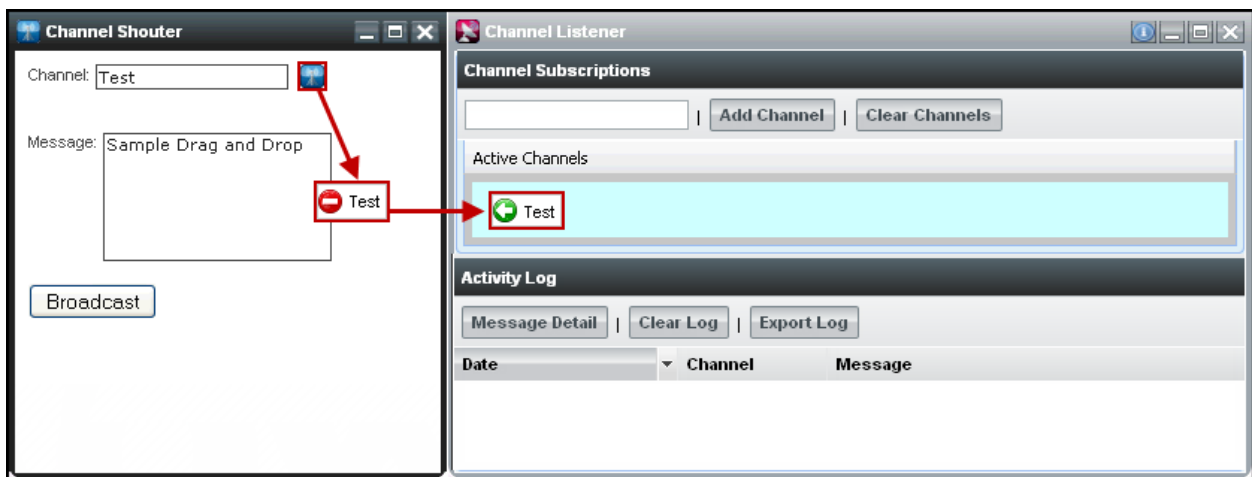 Channel Shouter
Channel: Test
Message: Sample Drag and Drop
Test
Broadcast
Channel Listener
Channel Subscriptions
| Add Channel | Clear Channels
Active Channels
Test
Activity Log
Message Detail | Clear Log | Export Log
Date Channel Message